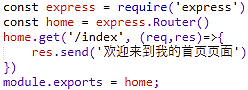 const express = require('express')
const home = express.Router()
home.get('/index', (req,res)=>{
    res.send('欢迎来到我的首页页面')
})
module.exports = home;